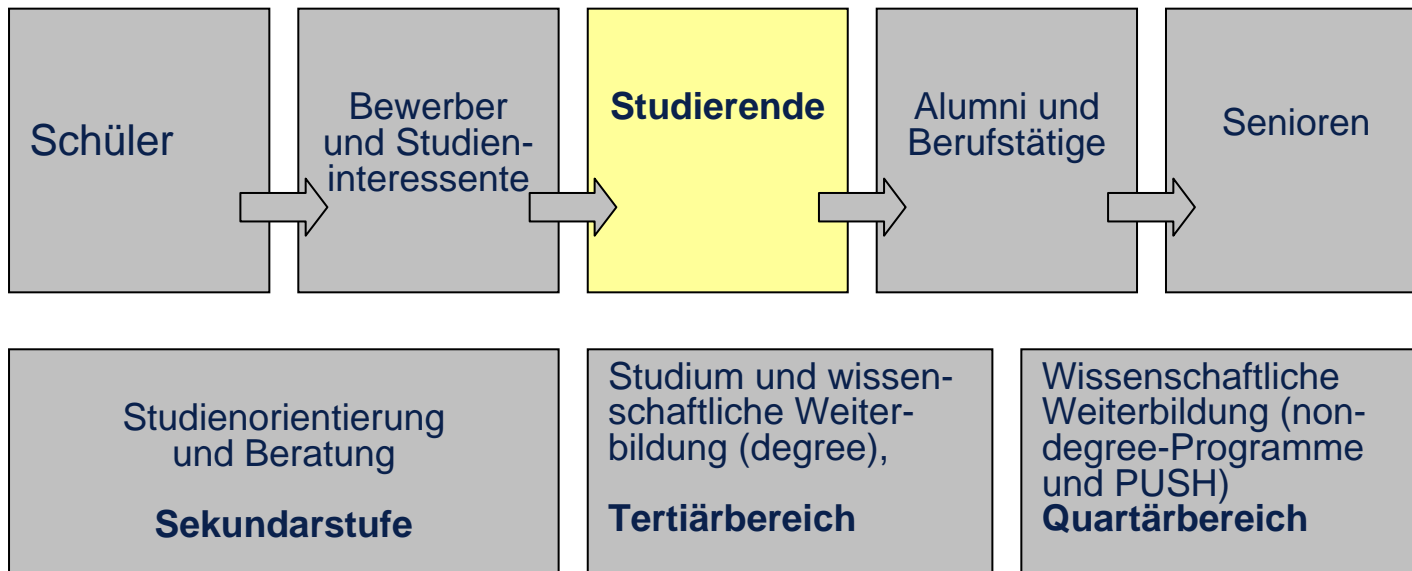 Schüler
Bewerber
und Studien-
interessente
Studierende
Alumni und
Berufstätige
Senioren
Studienorientierung
und Beratung
Sekundarstufe
Studium und wissen-
schaftliche Weiter-
bildung (degree),
Tertiärbereich
Wissenschaftliche
Weiterbildung (non-
degree-Programme
und PUSH)
Quartärbereich